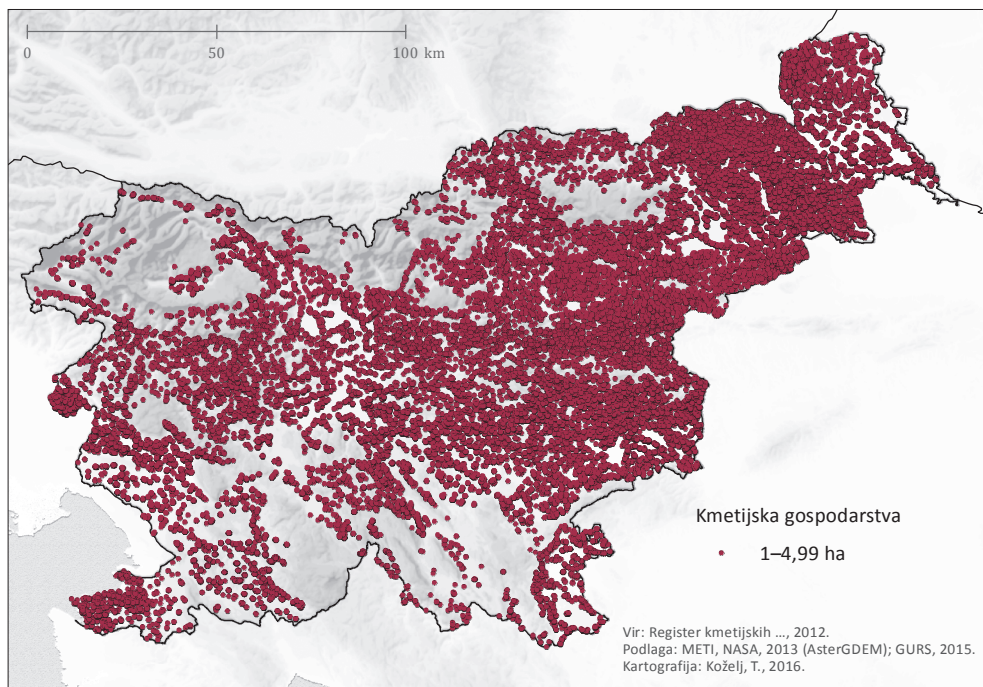 0 50 100 km
Kmetijska gospodarstva
1–4,99 ha
Vir: Register kmetijskih ..., 2012.
Podlaga: METI, NASA, 2013 (AsterGDEM); GURS, 2015.
Kartografija: Koželj, T., 2016.